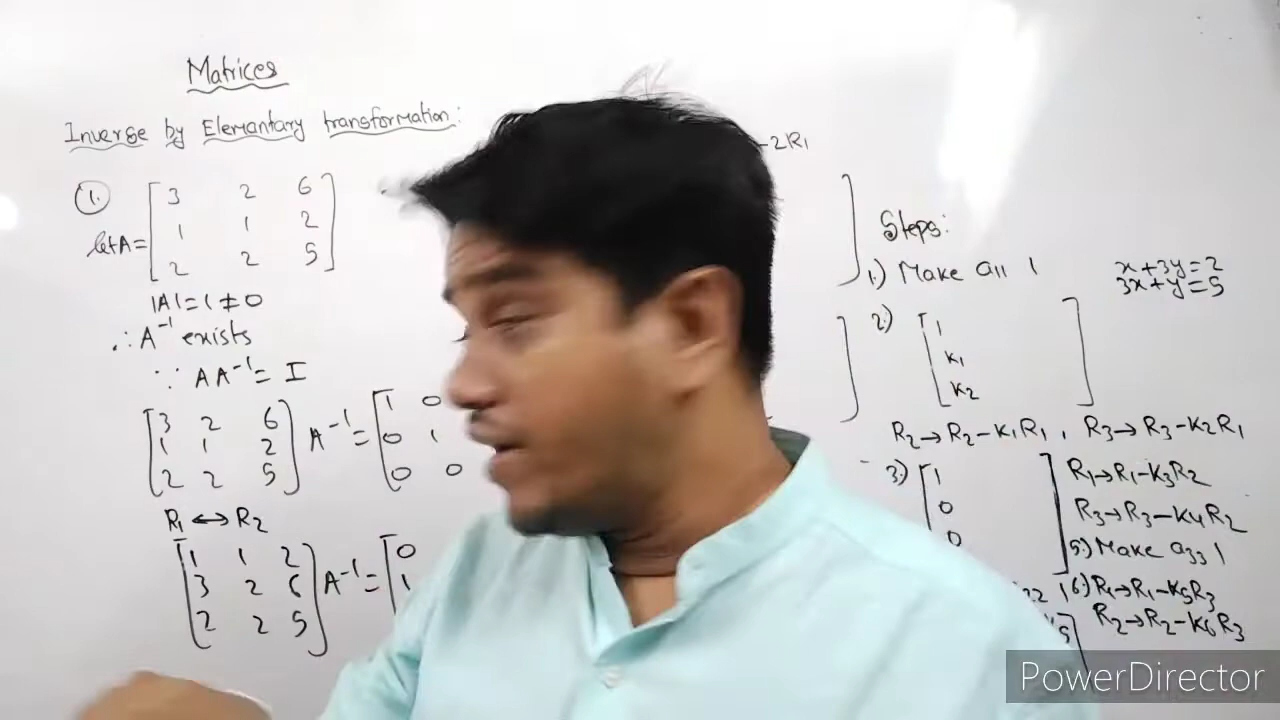 Matrices
Inverse by Elemantary transformation:
1.
let A = [3 2 6
1 1 2
2 2 5]
|A| = 1 ≠ 0
∴ A⁻¹ exists
∵ AA⁻¹ = I
[3 2 6
1 1 2
2 2 5] A⁻¹ = [1 0
0 1
0 0
R₁ ↔ R₂
[1 1 2
3 2 6
2 2 5] A⁻¹ = [0
1
-2R₁
Steps:
1.) Make a₁₁ 1
x + 3y = 2
3x + y = 5
2.) [1
k₁
k₂ ]
R₂ → R₂ - k₁R₁ , R₃ → R₃ - k₂R₁
3.) [1
0
0 ]
R₁ → R₁ - k₃R₂
R₃ → R₃ - k₄R₂
5.) Make a₃₃ 1
22 1
6.) R₁ → R₁ - k₅R₃
R₂ → R₂ - k₆R₃
PowerDirector